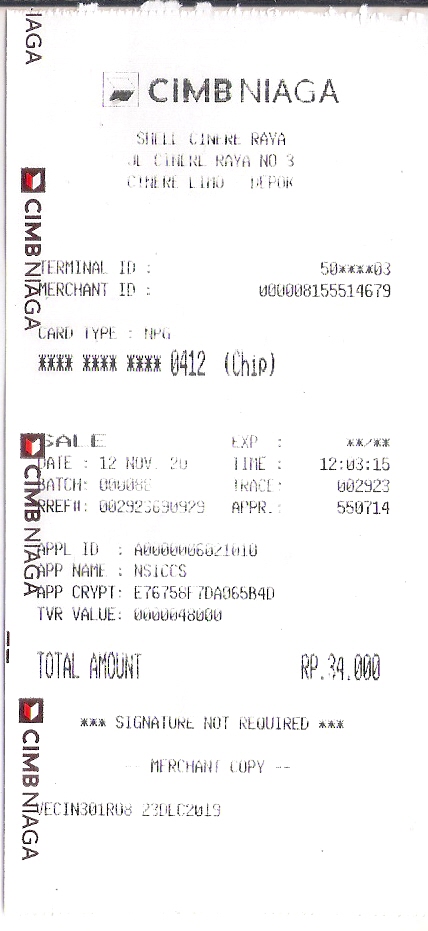 CIMB NIAGA
SHELL CINERE RAYA
JL CINERE RAYA NO 3
CINERE LIMO DEPOK
TERMINAL ID : 50****03
MERCHANT ID : 000008155514679
CARD TYPE : NPG
**** **** **** 0412 (Chip)
SALE EXP : **/**
DATE : 12 NOV. 20 TIME : 12:03:15
BATCH: TRACE: 002923
RREF#: 002923690929 APPR.: 550714
APPL ID : A0000006021010
APP NAME : NSICCS
APP CRYPT: E76758F7DA065B4D
TVR VALUE: 0000048000
TOTAL AMOUNT RP.34.000
*** SIGNATURE NOT REQUIRED ***
-- MERCHANT COPY --
VECIN301R08 23DEC2019
NIAGA
CIMB NIAGA
CIMB NIAGA
CIMB NIAGA